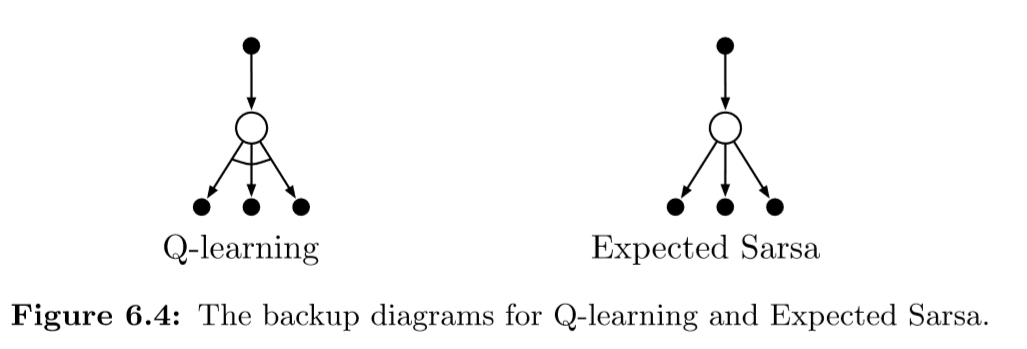 Q-learning
Expected Sarsa
Figure 6.4: The backup diagrams for Q-learning and Expected Sarsa.